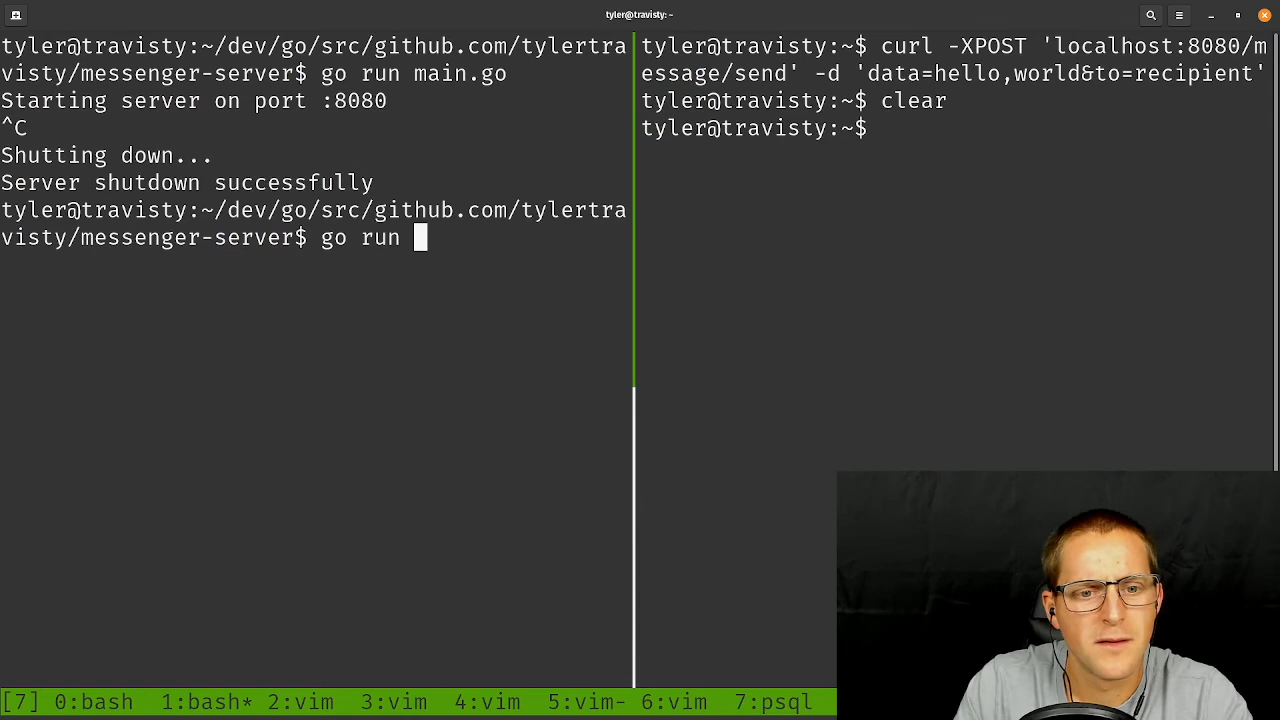 tyler@travisty: ~
tyler@travisty:~/dev/go/src/github.com/tylertra
visty/messenger-server$ go run main.go
Starting server on port :8080
^C
Shutting down...
Server shutdown successfully
tyler@travisty:~/dev/go/src/github.com/tylertra
visty/messenger-server$ go run
tyler@travisty:~$ curl -XPOST 'localhost:8080/m
essage/send' -d 'data=hello,world&to=recipient'
tyler@travisty:~$ clear
tyler@travisty:~$
[7] 0:bash 1:bash* 2:vim 3:vim 4:vim 5:vim- 6:vim 7:psql